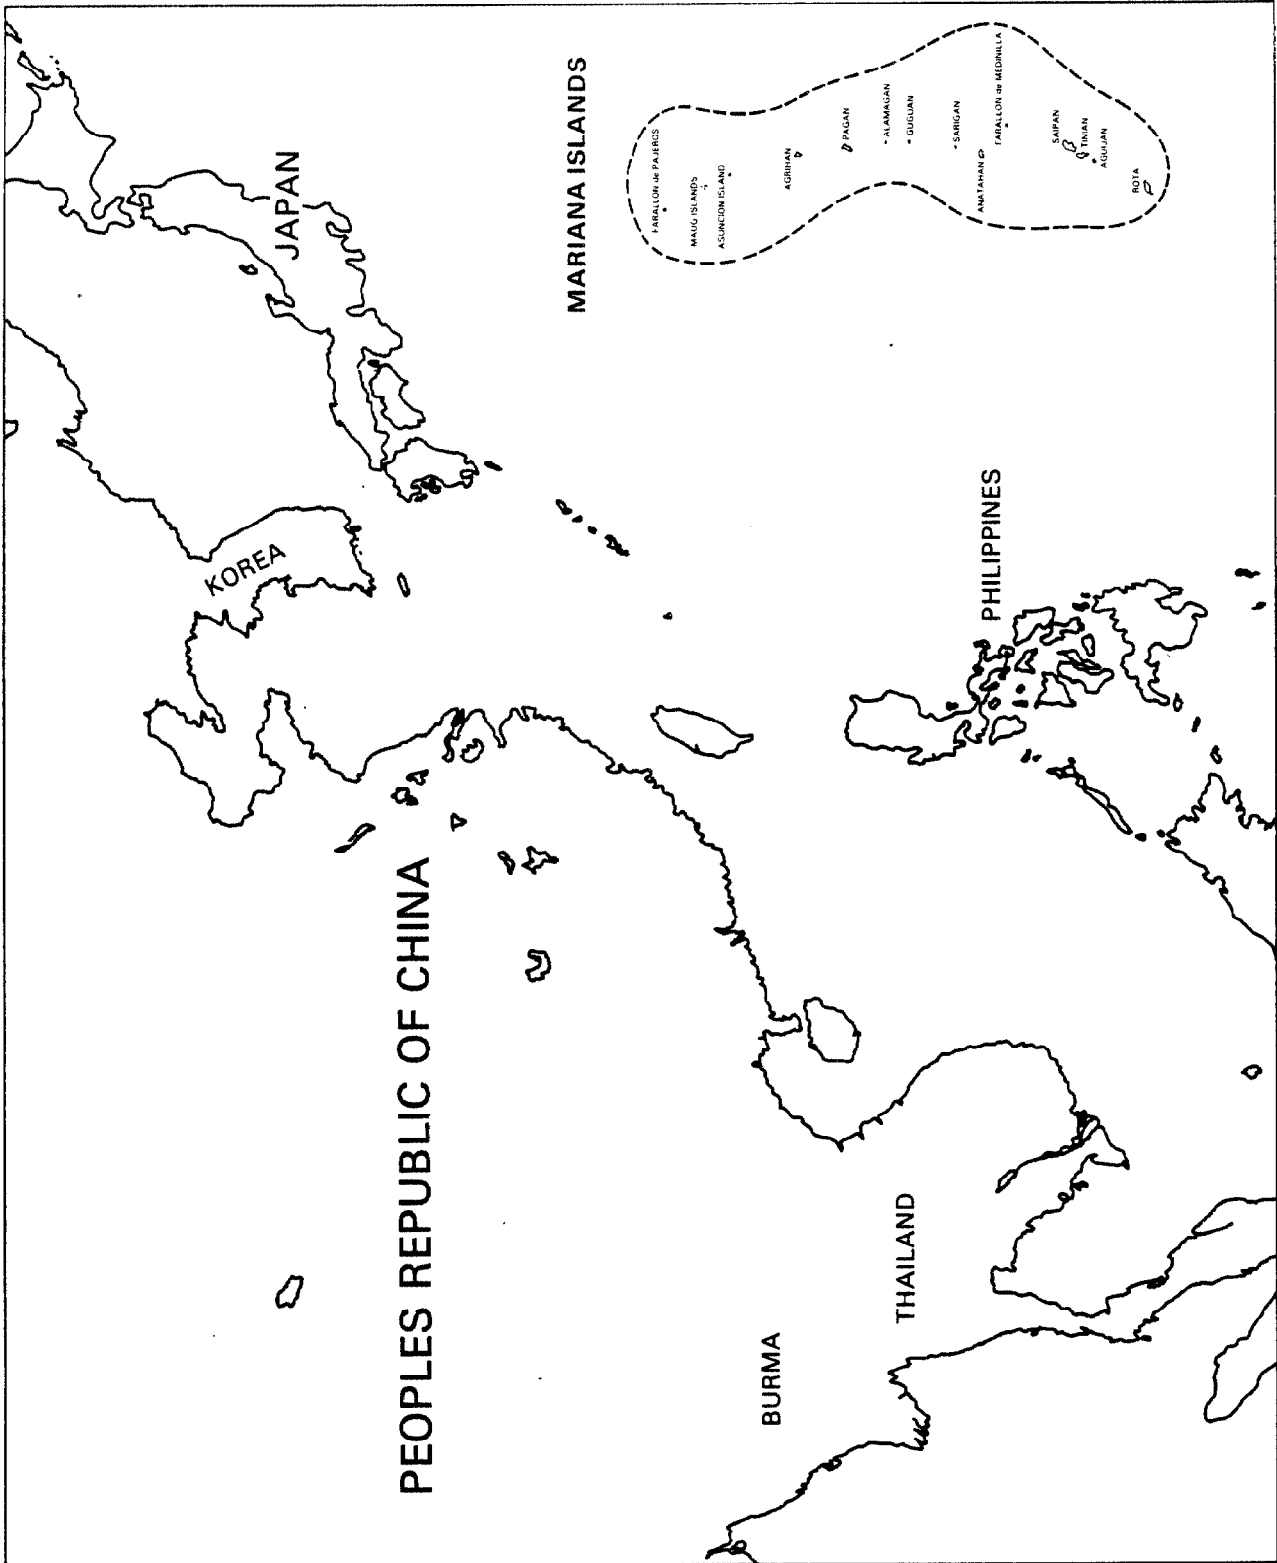 JAPAN
KOREA
PEOPLES REPUBLIC OF CHINA
MARIANA ISLANDS
FARALLON de PAJEROS
MAUG ISLANDS
ASUNCION ISLAND
AGRIHAN
PAGAN
ALAMAGAN
GUGUAN
SARIGAN
ANATAHAN
FARALLON de MEDINILLA
SAIPAN
TINIAN
AGUIJAN
ROTA
PHILIPPINES
BURMA
THAILAND